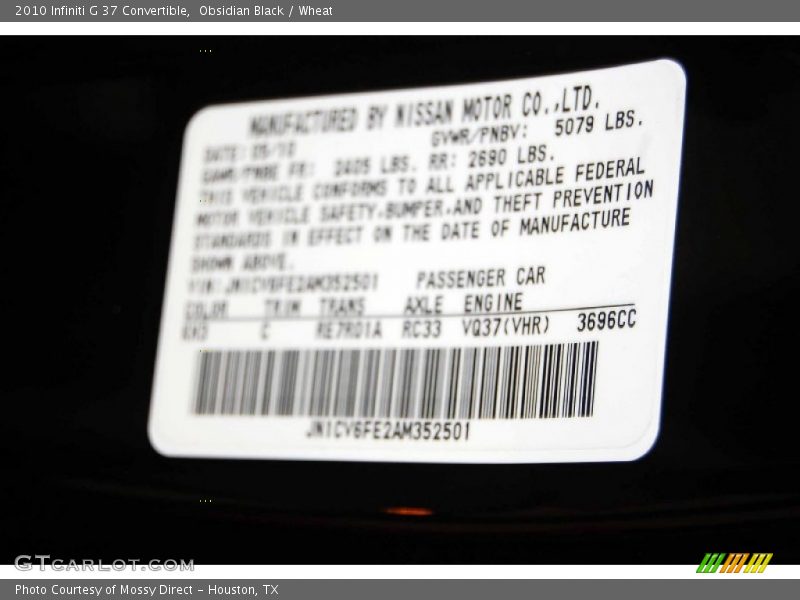 2010 Infiniti G 37 Convertible,  Obsidian Black / Wheat
MANUFACTURED BY NISSAN MOTOR CO.,LTD.
DATE: 05/10 GVWR/PNBV: 5079 LBS.
GAWR/PNBE FR: 2405 LBS. RR: 2690 LBS.
THIS VEHICLE CONFORMS TO ALL APPLICABLE FEDERAL
MOTOR VEHICLE SAFETY,BUMPER,AND THEFT PREVENTION
STANDARDS IN EFFECT ON THE DATE OF MANUFACTURE
SHOWN ABOVE.
VIN: JN1CV6FE2AM352501 PASSENGER CAR
COLOR TRIM TRANS AXLE ENGINE
KH3 C RE7R01A RC33 VQ37(VHR) 3696CC
JN1CV6FE2AM352501
GTCARLOT.COM
Photo Courtesy of Mossy Direct - Houston, TX